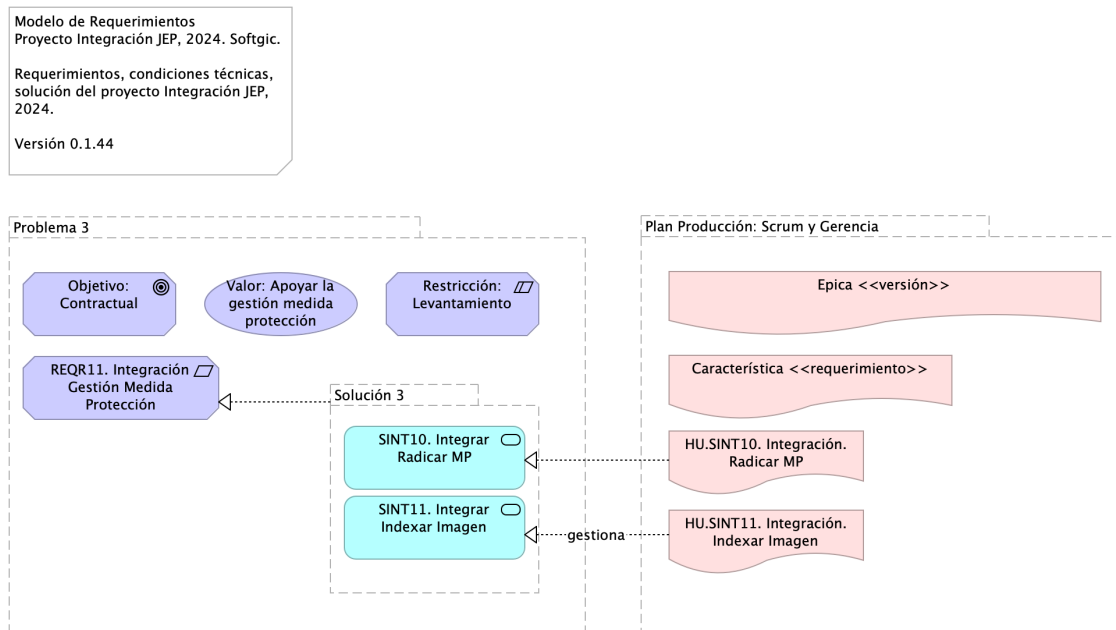 Modelo de Requerimientos
Proyecto Integración JEP, 2024. Softgic.
Requerimientos, condiciones técnicas,
solución del proyecto Integración JEP,
2024.
Versión 0.1.44
Problema 3
Objetivo:
Contractual
Valor: Apoyar la
gestión medida
protección
Restricción:
Levantamiento
REQR11. Integración
Gestión Medida
Protección
Solución 3
SINT10. Integrar
Radicar MP
SINT11. Integrar
Indexar Imagen
gestiona
Plan Producción: Scrum y Gerencia
Epica <<versión>>
Característica <<requerimiento>>
HU.SINT10. Integración.
Radicar MP
HU.SINT11. Integración.
Indexar Imagen